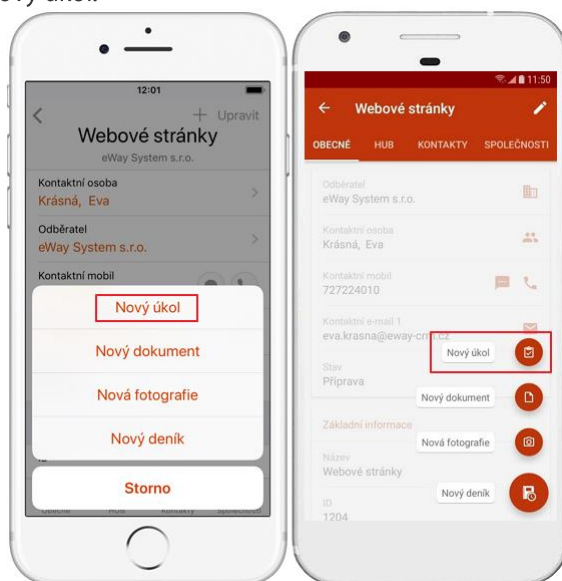 12:01
Upravit
Webové stránky
eWay System s.r.o.
Kontaktní osoba
Krásná, Eva
Odběratel
eWay System s.r.o.
Kontaktní mobil
Nový úkol
Nový dokument
Nová fotografie
Nový deník
Storno
11:50
Webové stránky
OBECNÉ HUB KONTAKTY SPOLEČNOSTI
Odběratel
eWay System s.r.o.
Kontaktní osoba
Krásná, Eva
Kontaktní mobil
727224010
Kontaktní e-mail 1
eva.krasna@eway-crm.cz
Nový úkol
Stav
Příprava
Nový dokument
Základní informace
Nová fotografie
Název
Webové stránky
Nový deník
ID
1204